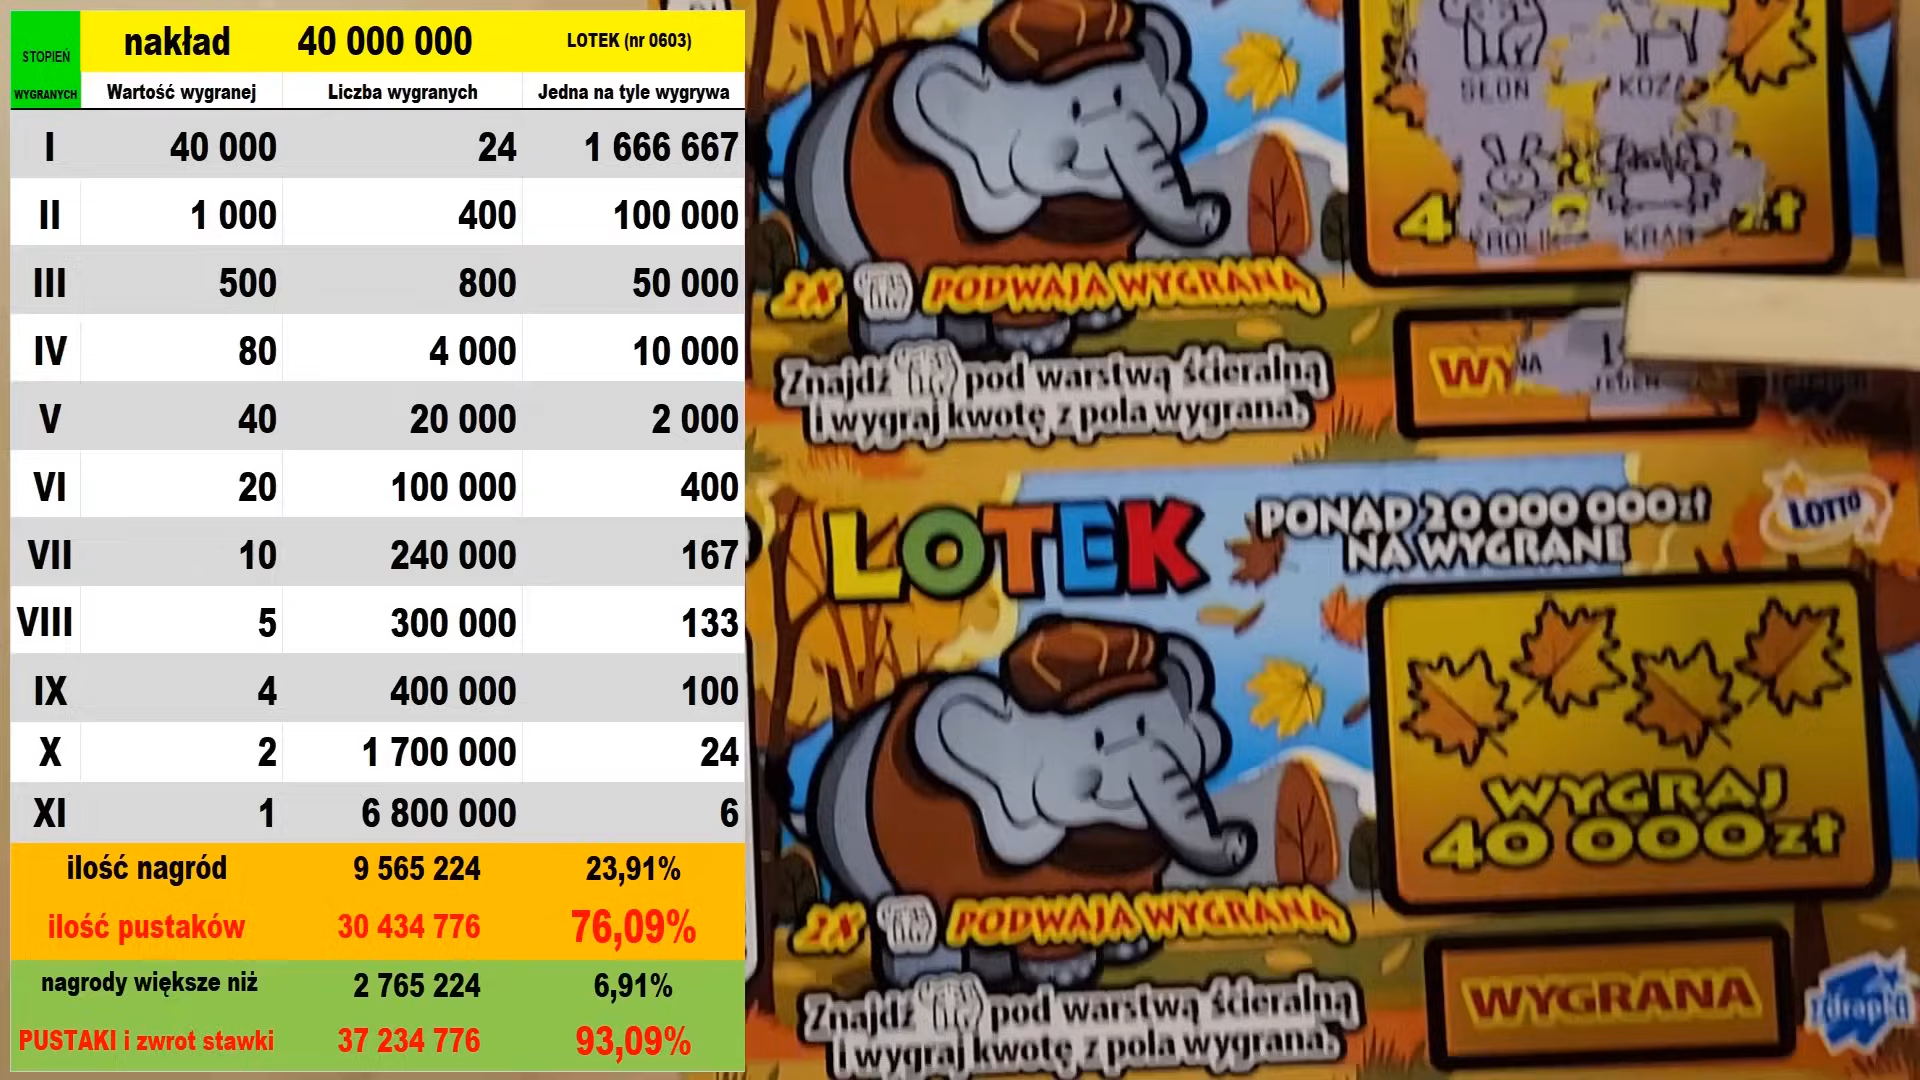 STOPIEŃ
WYGRANYCH
nakład 40 000 000 LOTEK (nr 0603)
Wartość wygranej Liczba wygranych Jedna na tyle wygrywa
I 40 000 24 1 666 667
II 1 000 400 100 000
III 500 800 50 000
IV 80 4 000 10 000
V 40 20 000 2 000
VI 20 100 000 400
VII 10 240 000 167
VIII 5 300 000 133
IX 4 400 000 100
X 2 1 700 000 24
XI 1 6 800 000 6
ilość nagród 9 565 224 23,91%
ilość pustaków 30 434 776 76,09%
nagrody większe niż 2 765 224 6,91%
PUSTAKI i zwrot stawki 37 234 776 93,09%
SŁOŃ KOZA
4 zł
2X PODWAJA WYGRANĄ
Znajdź pod warstwą ścieralną
i wygraj kwotę z pola wygrana.
WY
LOTEK
PONAD 20 000 000zł
NA WYGRANE
LOTTO
WYGRAJ
40 000zł
2X PODWAJA WYGRANĄ
Znajdź pod warstwą ścieralną
i wygraj kwotę z pola wygrana.
WYGRANA
Zdrapki